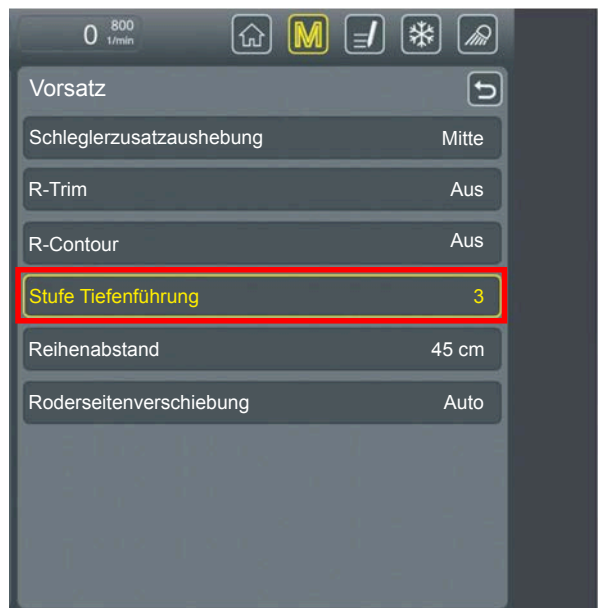 0 800
1/min
M
Vorsatz
Schleglerzusatzaushebung Mitte
R-Trim Aus
R-Contour Aus
Stufe Tiefenführung 3
Reihenabstand 45 cm
Roderseitenverschiebung Auto